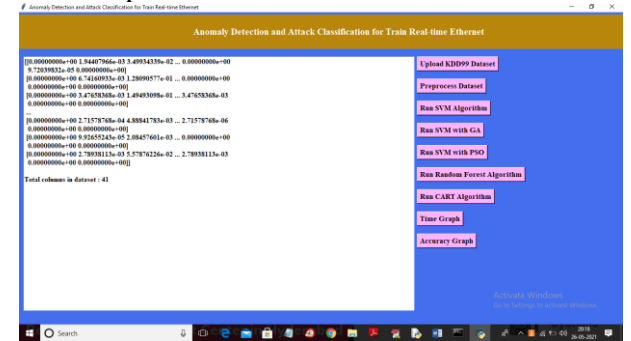 Anomaly Detection and Attack Classification for Train Real-time Ethernet
Anomaly Detection and Attack Classification for Train Real-time Ethernet
[[0.00000000e+00 1.94407966e-03 3.49934339e-02 ... 0.00000000e+00
9.72039832e-05 0.00000000e+00]
[0.00000000e+00 6.74160933e-03 1.28090577e-01 ... 0.00000000e+00
0.00000000e+00 0.00000000e+00]
[0.00000000e+00 3.47658368e-03 1.49493098e-01 ... 3.47658368e-03
0.00000000e+00 0.00000000e+00]
...
[0.00000000e+00 2.71578768e-04 4.88841783e-03 ... 2.71578768e-06
0.00000000e+00 0.00000000e+00]
[0.00000000e+00 9.92655243e-05 2.08457601e-03 ... 0.00000000e+00
0.00000000e+00 0.00000000e+00]
[0.00000000e+00 2.78938113e-03 5.57876226e-02 ... 2.78938113e-03
0.00000000e+00 0.00000000e+00]]
Total columns in dataset : 41
Upload KDD99 Dataset
Preprocess Dataset
Run SVM Algorithm
Run SVM with GA
Run SVM with PSO
Run Random Forest Algorithm
Run CART Algorithm
Time Graph
Accuracy Graph
Activate Windows
Go to Settings to activate Windows.
Search
20:18
26-05-2021